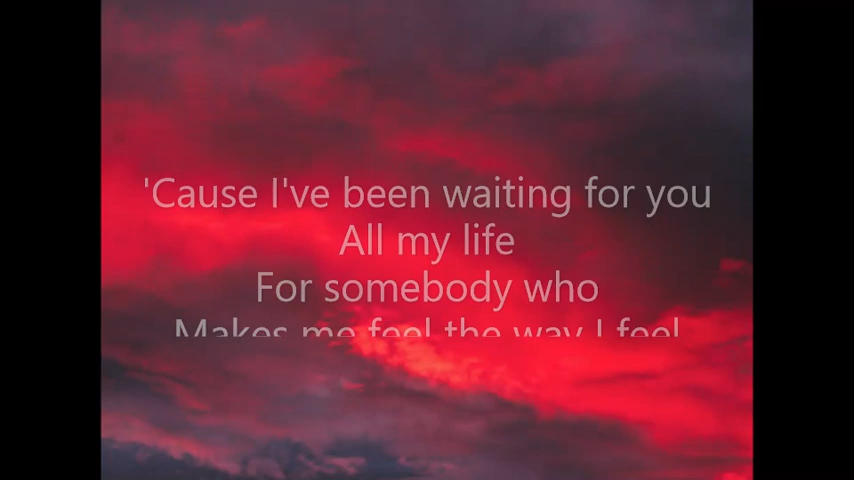 'Cause I've been waiting for you
All my life
For somebody who
Makes me feel the way I feel